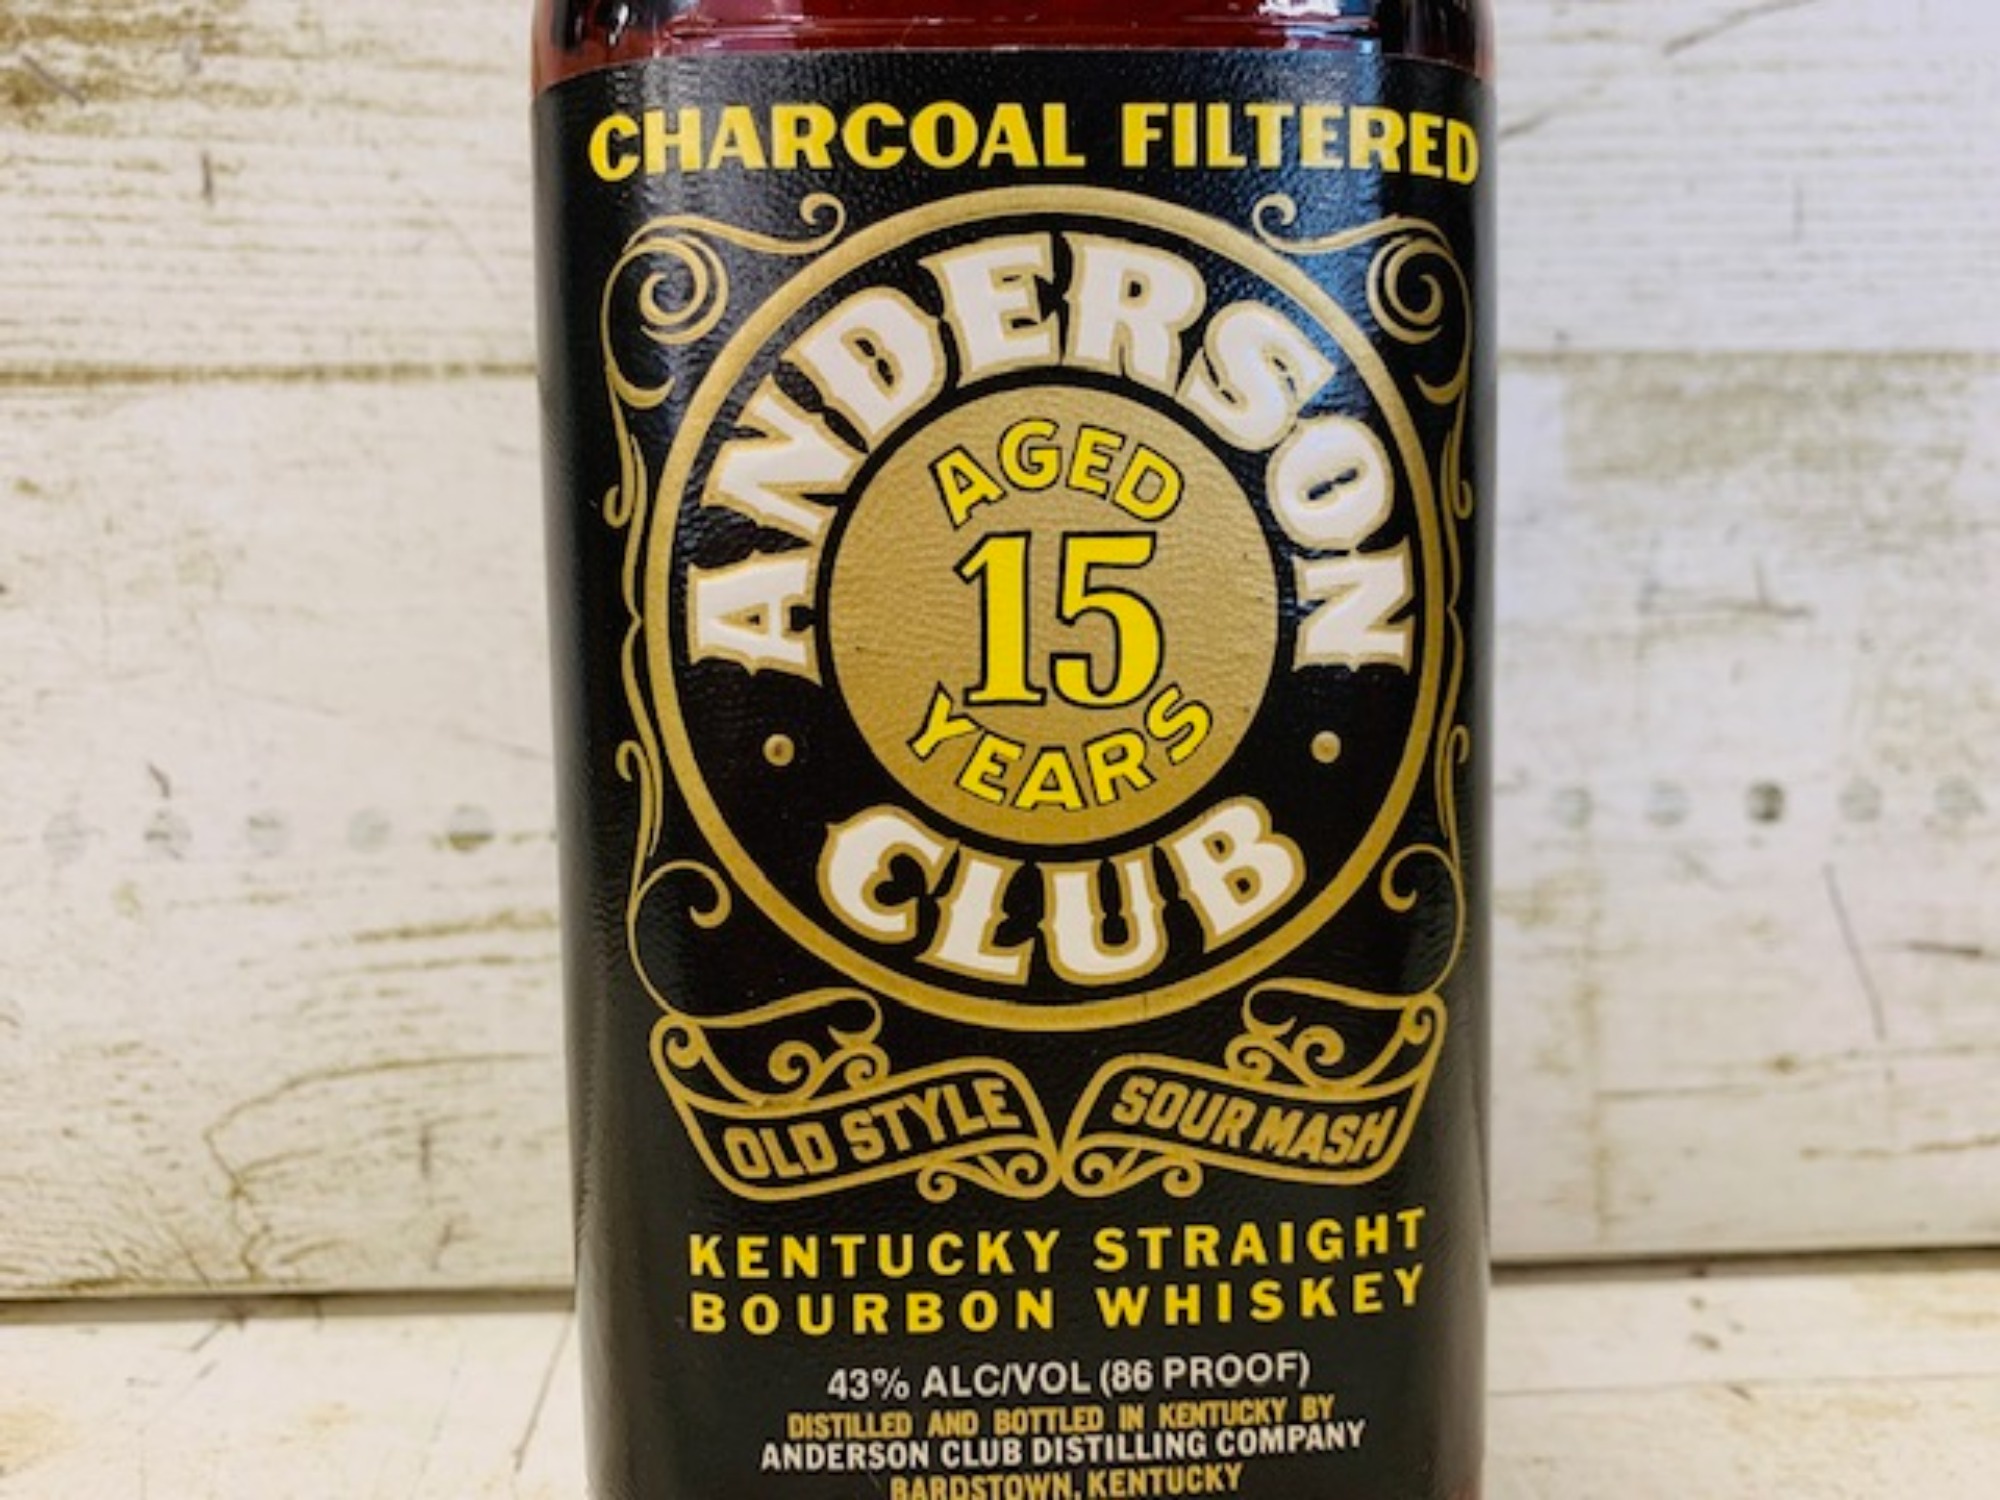 CHARCOAL FILTERED
ANDERSON
AGED
15
YEARS
CLUB
OLD STYLE SOUR MASH
KENTUCKY STRAIGHT
BOURBON WHISKEY
43% ALC/VOL (86 PROOF)
DISTILLED AND BOTTLED IN KENTUCKY BY
ANDERSON CLUB DISTILLING COMPANY
BARDSTOWN, KENTUCKY